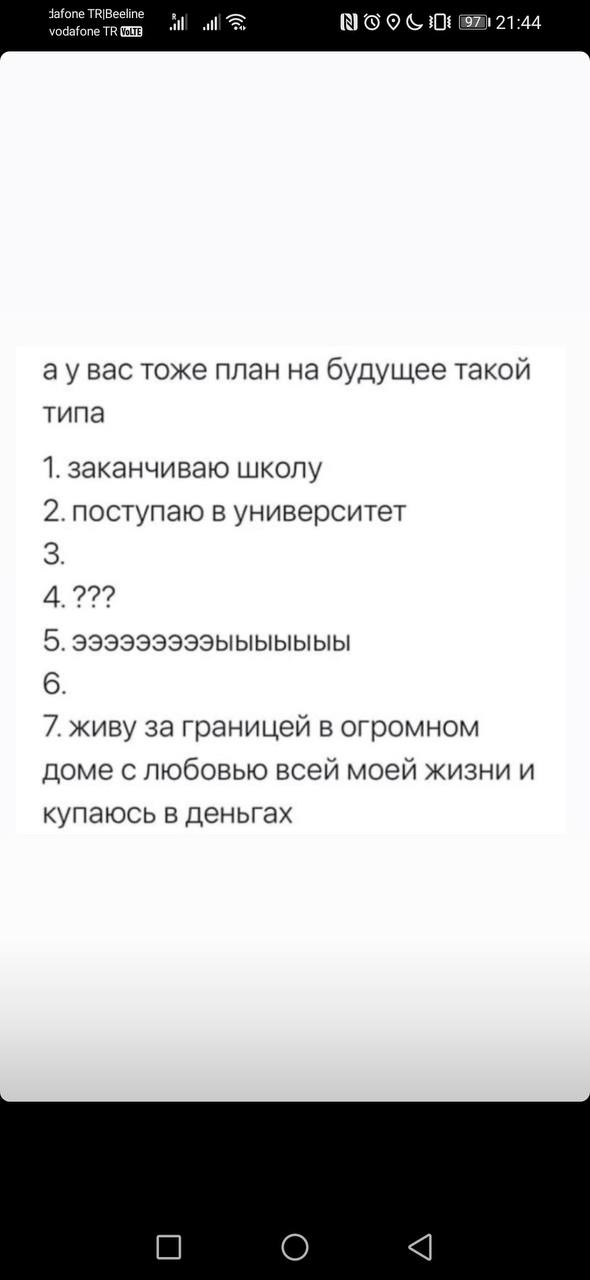 dafone TR|Beeline
vodafone TR VoLTE
R
97 21:44
а у вас тоже план на будущее такой
типа
1. заканчиваю школу
2. поступаю в университет
3.
4. ???
5. эээээээээыыыыыы
6.
7. живу за границей в огромном
доме с любовью всей моей жизни и
купаюсь в деньгах